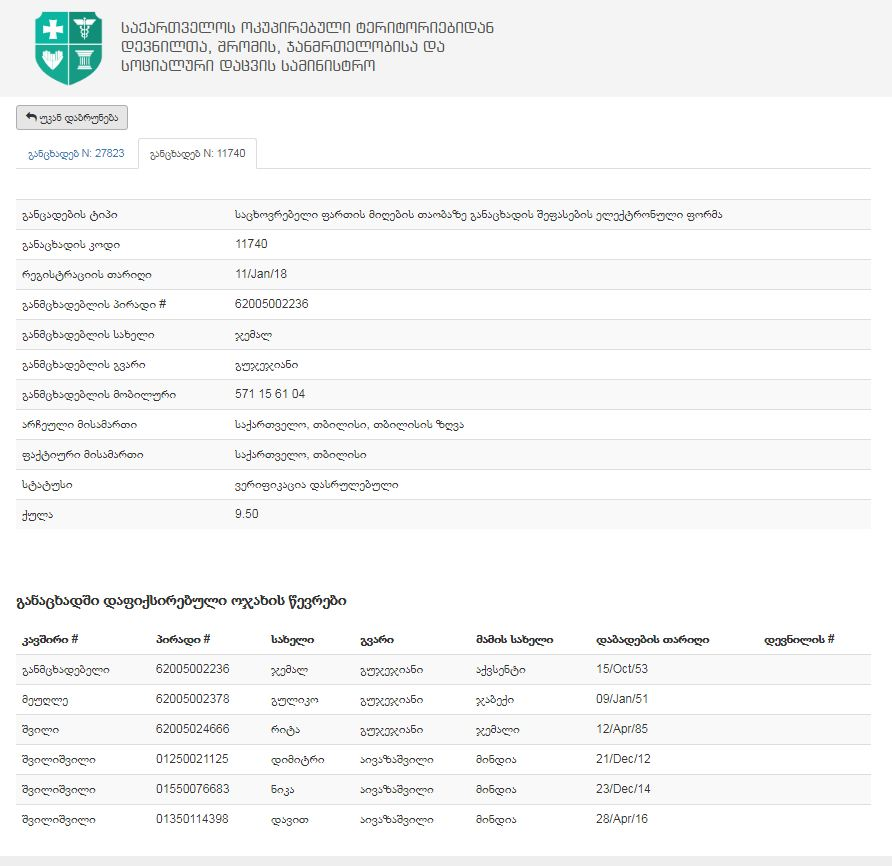 საქართველოს ოკუპირებული ტერიტორიებიდან
დევნილთა, შრომის, ჯანმრთელობისა და
სოციალური დაცვის სამინისტრო
უკან დაბრუნება
განცხადებ N: 27823 განცხადებ N: 11740
განცადების ტიპი საცხოვრებელი ფართის მიღების თაობაზე განაცხადის შეფასების ელექტრონული ფორმა
განაცხადის კოდი 11740
რეგისტრაციის თარიღი 11/Jan/18
განმცხადებლის პირადი # 62005002236
განმცხადებლის სახელი ჯემალ
განმცხადებლის გვარი გუჯეჯიანი
განმცხადებლის მობილური 571 15 61 04
არჩეული მისამართი საქართველო, თბილისი, თბილისის ზღვა
ფაქტიური მისამართი საქართველო, თბილისი
სტატუსი ვერიფიკაცია დასრულებული
ქულა 9.50
განაცხადში დაფიქსირებული ოჯახის წევრები
კავშირი # პირადი # სახელი გვარი მამის სახელი დაბადების თარიღი დევნილის #
განმცხადებელი 62005002236 ჯემალ გუჯეჯიანი აქვსენტი 15/Oct/53
მეუღლე 62005002378 გულიკო გუჯეჯიანი ჯაბექი 09/Jan/51
შვილი 62005024666 რიტა გუჯეჯიანი ჯემალი 12/Apr/85
შვილიშვილი 01250021125 დიმიტრი აივაზაშვილი მინდია 21/Dec/12
შვილიშვილი 01550076683 ნიკა აივაზაშვილი მინდია 23/Dec/14
შვილიშვილი 01350114398 დავით აივაზაშვილი მინდია 28/Apr/16